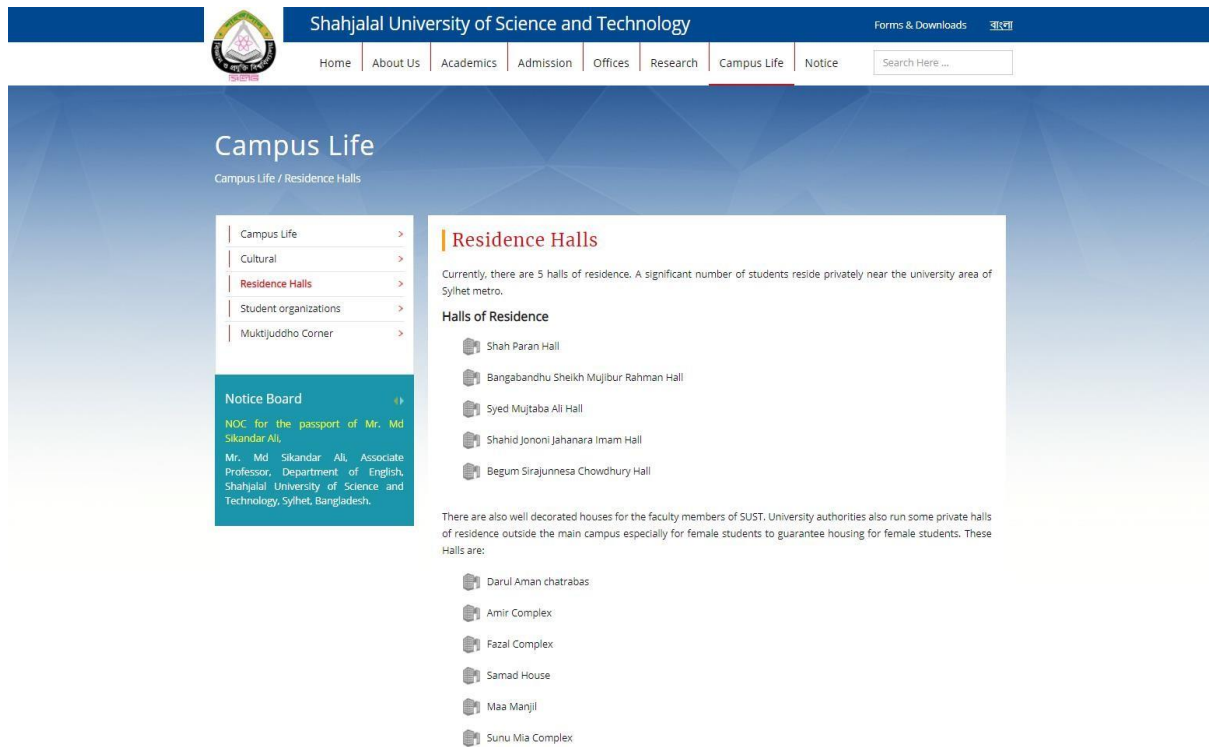 Shahjalal University of Science and Technology
Forms & Downloads
বাংলা
Home
About Us
Academics
Admission
Offices
Research
Campus Life
Notice
Search Here ...
Campus Life
Campus Life / Residence Halls
Campus Life
Cultural
Residence Halls
Student organizations
Muktijuddho Corner
Notice Board
NOC for the passport of Mr. Md
Sikandar Ali,
Mr. Md Sikandar Ali, Associate
Professor, Department of English,
Shahjalal University of Science and
Technology, Sylhet, Bangladesh.
Residence Halls
Currently, there are 5 halls of residence. A significant number of students reside privately near the university area of
Sylhet metro.
Halls of Residence
Shah Paran Hall
Bangabandhu Sheikh Mujibur Rahman Hall
Syed Mujtaba Ali Hall
Shahid Jononi Jahanara Imam Hall
Begum Sirajunnesa Chowdhury Hall
There are also well decorated houses for the faculty members of SUST. University authorities also run some private halls
of residence outside the main campus especially for female students to guarantee housing for female students. These
Halls are:
Darul Aman chatrabas
Amir Complex
Fazal Complex
Samad House
Maa Manjil
Sunu Mia Complex